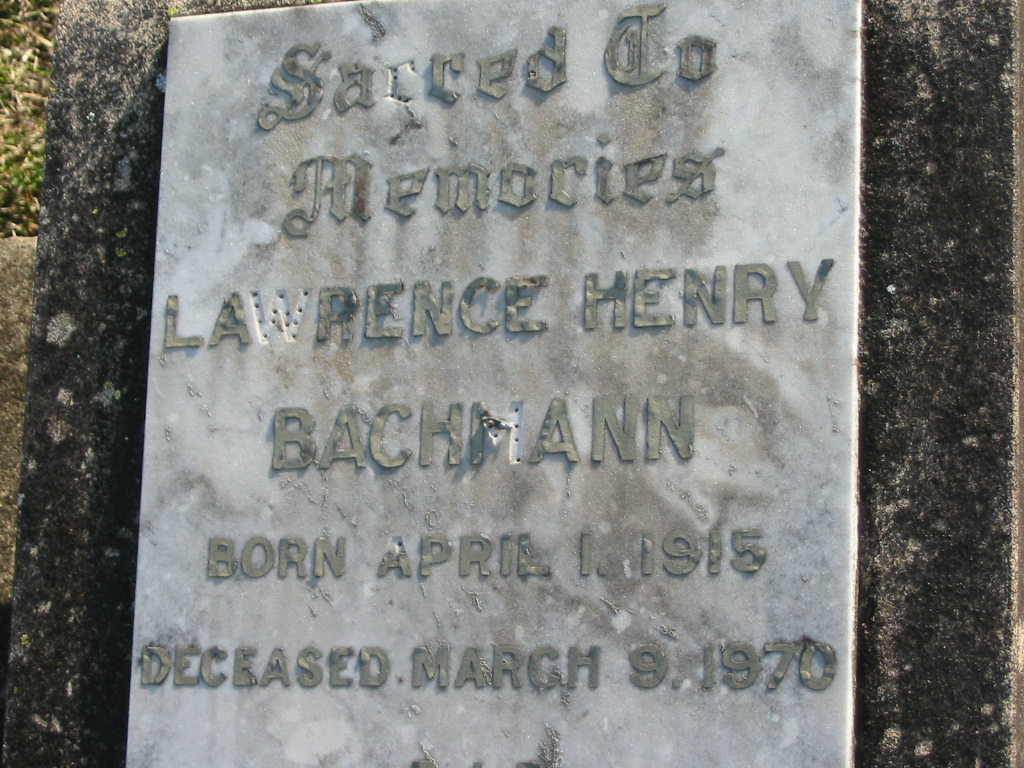 Sacred To
Memories
LAWRENCE HENRY
BACHMANN
BORN APRIL 1. 1915
DECEASED MARCH 9. 1970